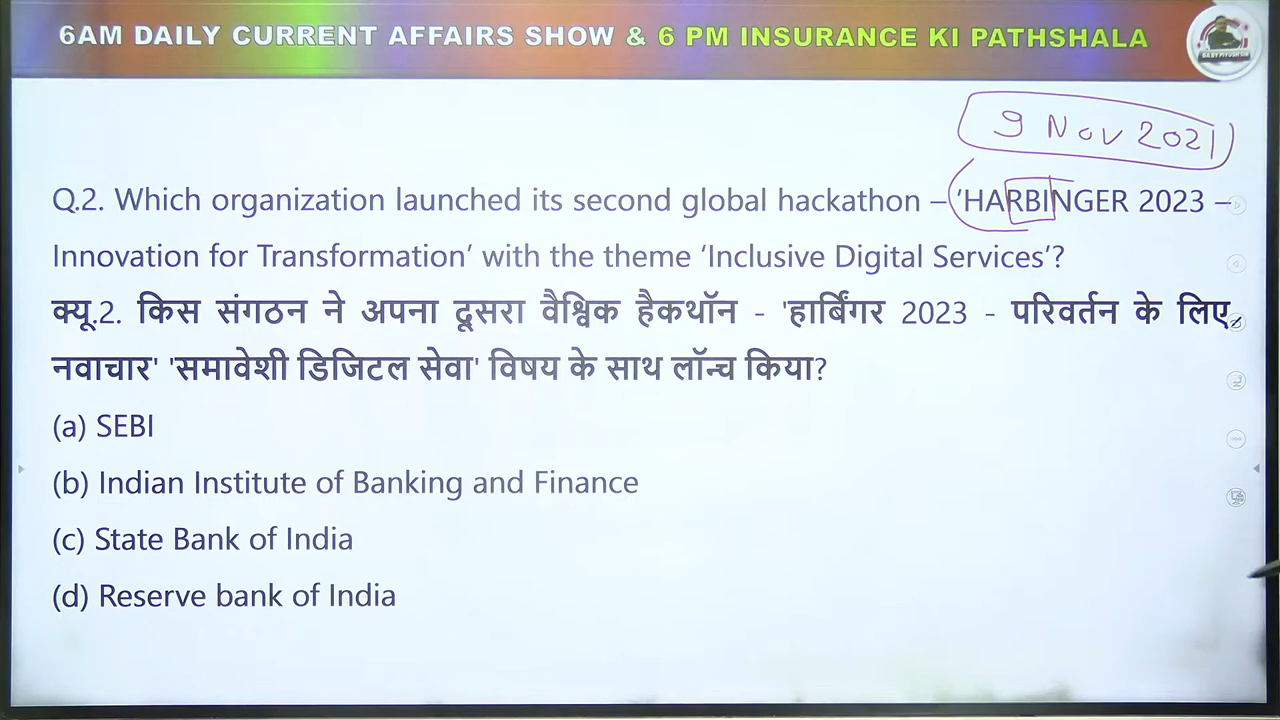 6AM DAILY CURRENT AFFAIRS SHOW & 6 PM INSURANCE KI PATHSHALA
9 Nov 2021
Q.2. Which organization launched its second global hackathon – 'HARBINGER 2023 –
Innovation for Transformation' with the theme 'Inclusive Digital Services'?
क्यू.2. किस संगठन ने अपना दूसरा वैश्विक हैकथॉन - 'हार्बिंगर 2023 - परिवर्तन के लिए
नवाचार' 'समावेशी डिजिटल सेवा' विषय के साथ लॉन्च किया?
(a) SEBI
(b) Indian Institute of Banking and Finance
(c) State Bank of India
(d) Reserve bank of India